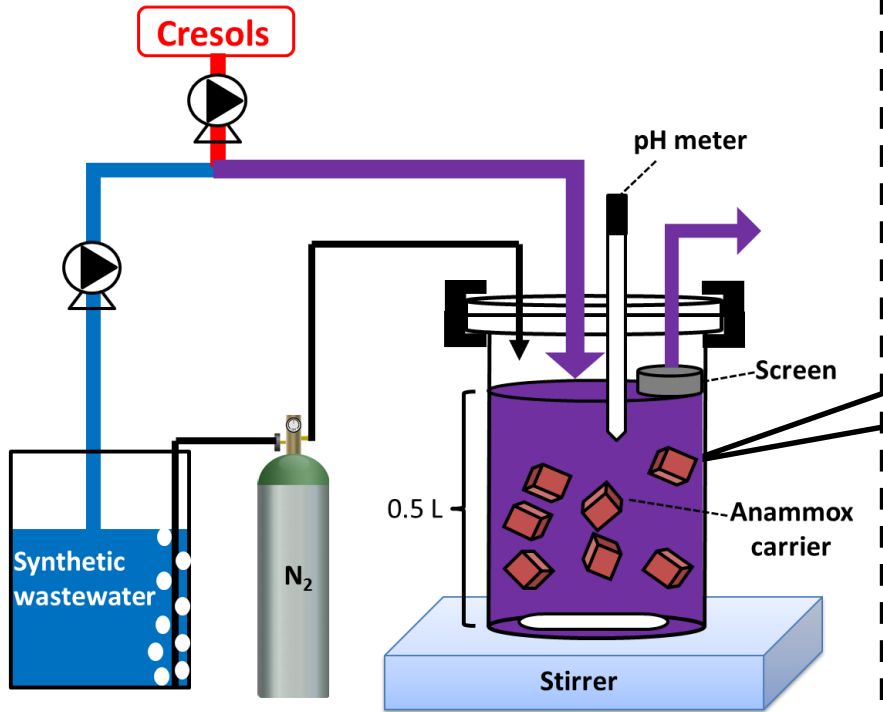 Cresols
pH meter
Screen
0.5 L
Anammox
carrier
Synthetic
wastewater
N₂
Stirrer